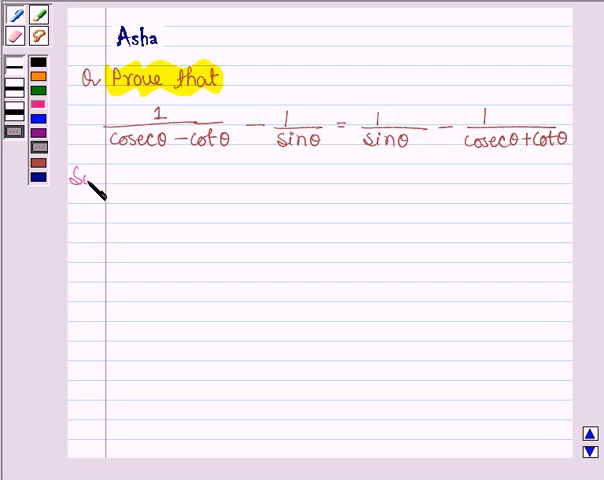 Asha
Q Prove that
1/(cosecθ - cotθ) - 1/sinθ = 1/sinθ - 1/(cosecθ + cotθ)